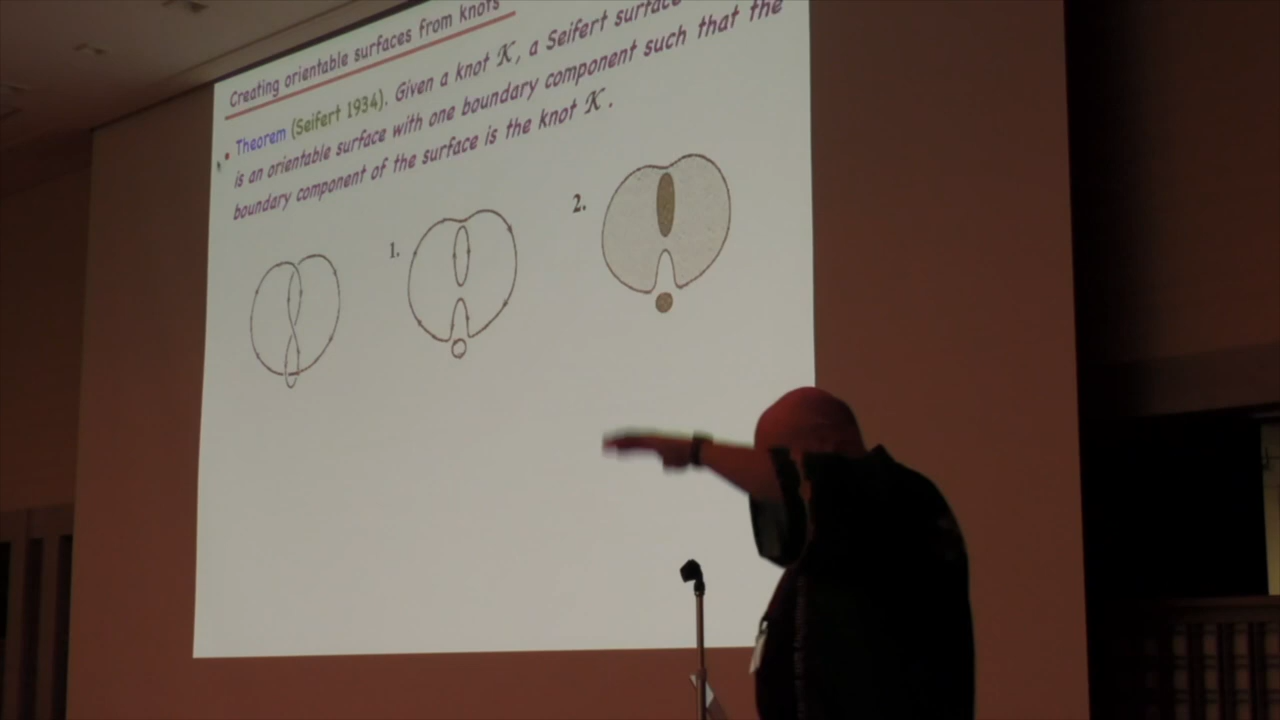 Creating orientable surfaces from knots
• Theorem (Seifert 1934). Given a knot K, a Seifert surface
is an orientable surface with one boundary component such that the
boundary component of the surface is the knot K.
1.
2.